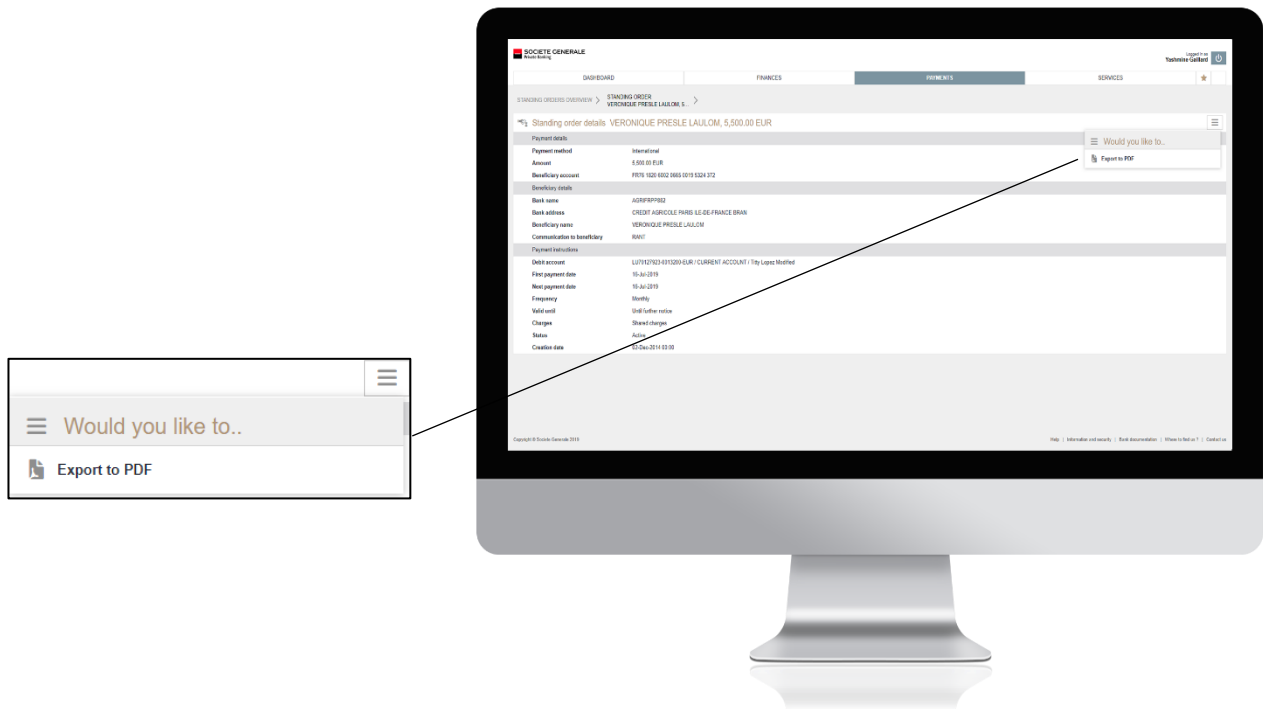 SOCIETE GENERALE
Private Banking
Logged in as
Yashmine Gaillard
DASHBOARD FINANCES PAYMENTS SERVICES
STANDING ORDERS OVERVIEW
STANDING ORDER
VERONIQUE PRESLE LAULOM, 5...
Standing order details VERONIQUE PRESLE LAULOM, 5,500.00 EUR
Would you like to..
Export to PDF
Payment details
Payment method International
Amount 5,500.00 EUR
Beneficiary account FR76 1820 6002 0665 0019 5324 372
Beneficiary details
Bank name AGRIFRPP882
Bank address CREDIT AGRICOLE PARIS ILE-DE-FRANCE BRAN
Beneficiary name VERONIQUE PRESLE LAULOM
Communication to beneficiary
Payment instructions
Debit account LU70127923-0013200-EUR / CURRENT ACCOUNT / Titty Lopez Modified
First payment date 16-Jul-2019
Next payment date 16-Jul-2019
Frequency Monthly
Valid until Until further notice
Charges Shared charges
Status Active
Creation date 02-Dec-2014 00:00
Copyright © Societe Generale 2019
Help | Information and security | Bank documentation | Where to find us ? | Contact us
Would you like to..
Export to PDF